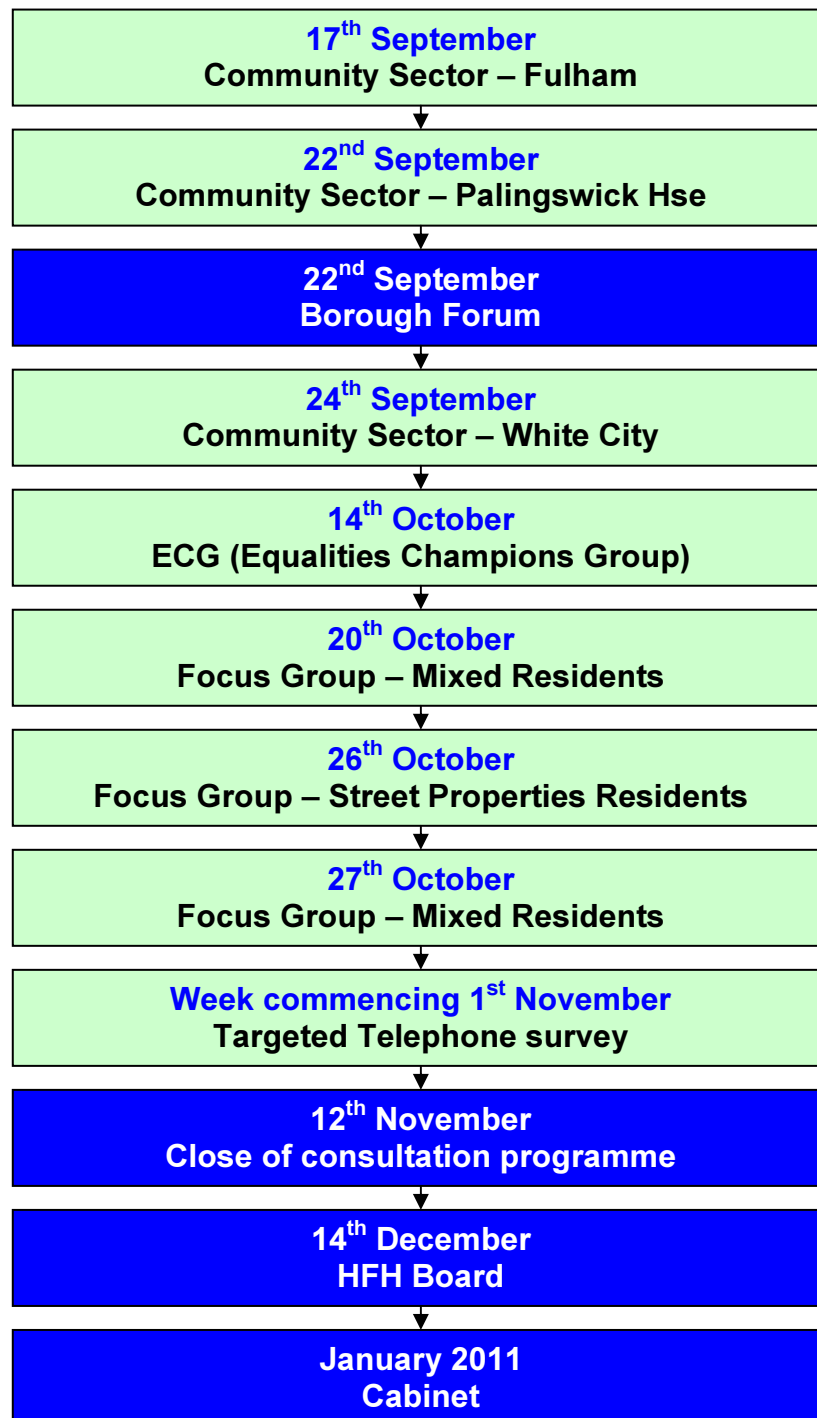 17th September
Community Sector – Fulham
22nd September
Community Sector – Palingswick Hse
22nd September
Borough Forum
24th September
Community Sector – White City
14th October
ECG (Equalities Champions Group)
20th October
Focus Group – Mixed Residents
26th October
Focus Group – Street Properties Residents
27th October
Focus Group – Mixed Residents
Week commencing 1st November
Targeted Telephone survey
12th November
Close of consultation programme
14th December
HFH Board
January 2011
Cabinet